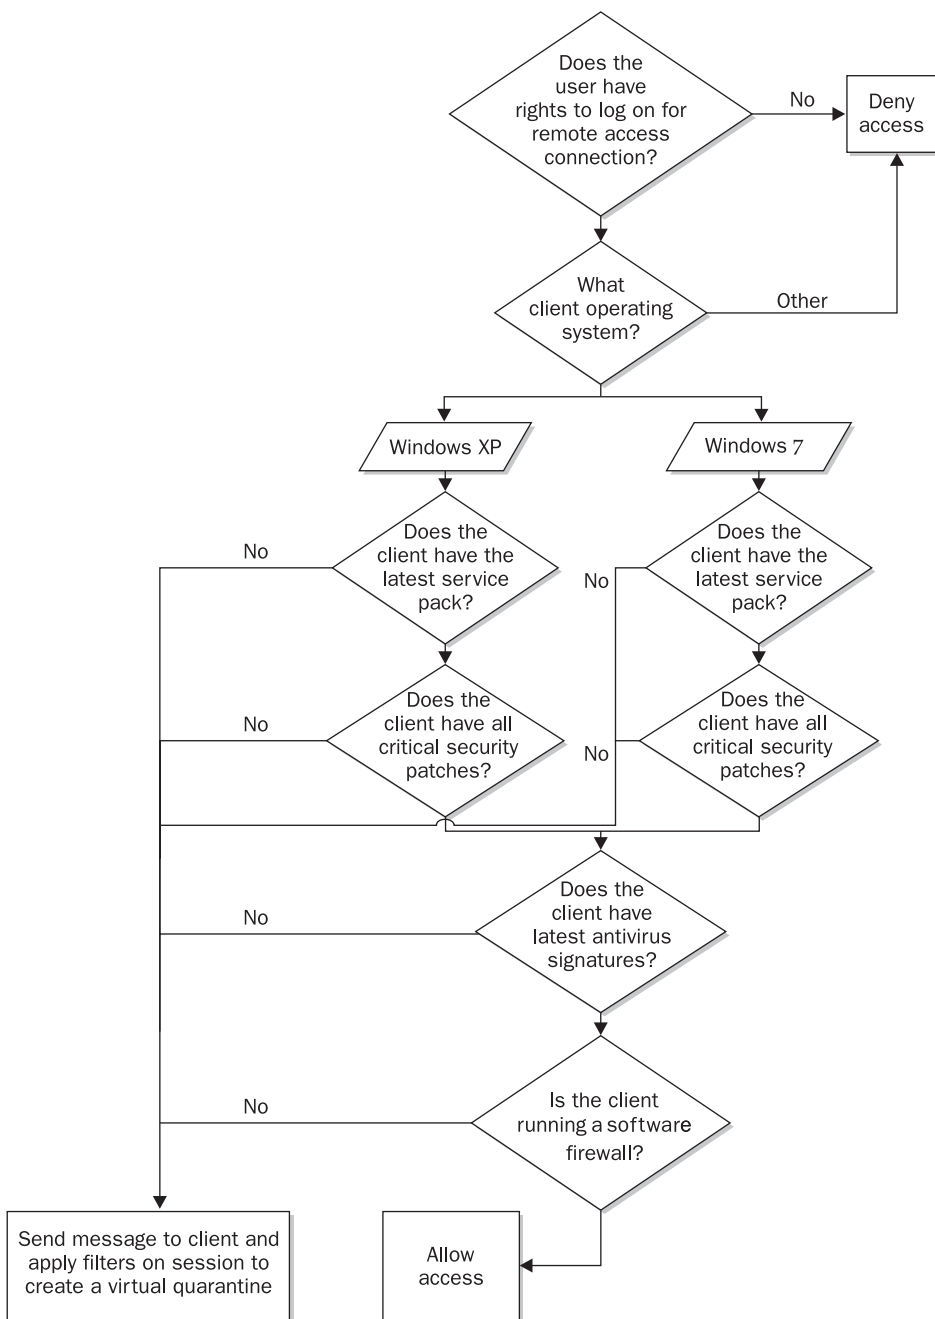 Does the
user have
rights to log on for
remote access
connection?
No
Deny
access
What
client operating
system?
Other
Windows XP
Windows 7
Does the
client have the
latest service
pack?
No
Does the
client have the
latest service
pack?
No
Does the
client have all
critical security
patches?
No
Does the
client have all
critical security
patches?
No
Does the
client have
latest antivirus
signatures?
No
Is the client
running a software
firewall?
No
Send message to client and
apply filters on session to
create a virtual quarantine
Allow
access